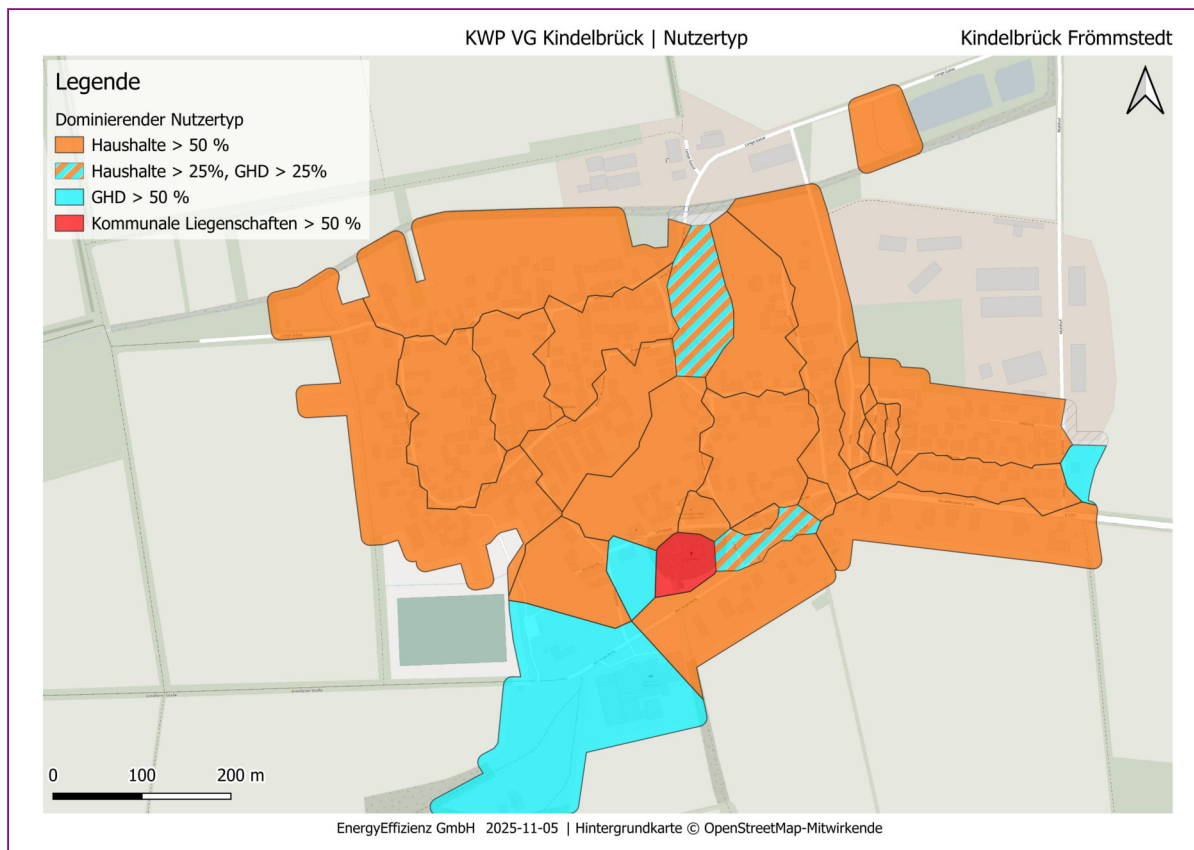 KWP VG Kindelbrück | Nutzertyp
Kindelbrück Frömmstedt
Legende
Dominierender Nutzertyp
Haushalte > 50 %
Haushalte > 25%, GHD > 25%
GHD > 50 %
Kommunale Liegenschaften > 50 %
0 100 200 m
EnergyEffizienz GmbH 2025-11-05 | Hintergrundkarte © OpenStreetMap-Mitwirkende